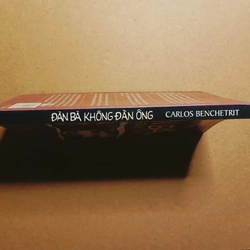 ĐÀN BÀ KHÔNG ĐÀN ÔNG CARLOS BENCHETRIT